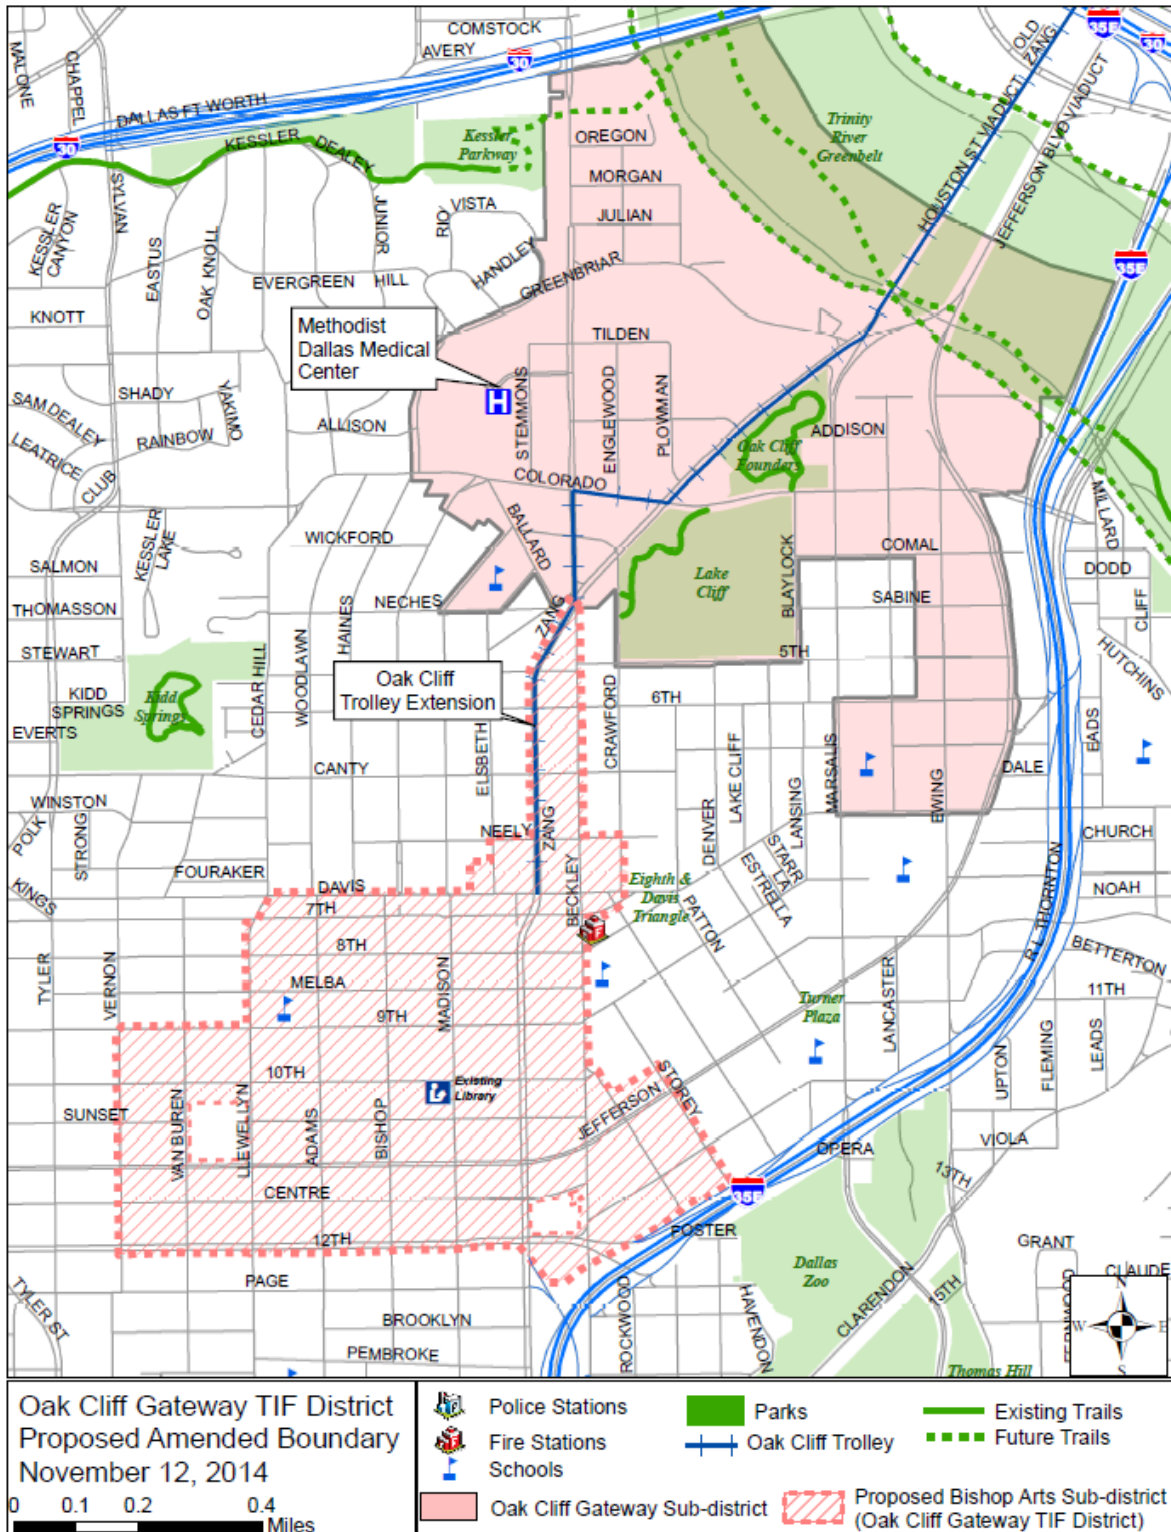 COMSTOCK
AVERY
MALONE
CHAPPEL
30
DALLAS FT WORTH
OLD
ZANG
35E
30
30
KESSLER
DEALEY
Kessler
Parkway
OREGON
Trinity
River
Greenbelt
HOUSTON ST VIADUCT
JEFFERSON BLVD VIADUCT
MORGAN
JULIAN
SYLVAN
KESSLER
CANYON
EASTUS
OAK KNOLL
JUNIOR
RIO
VISTA
HANDLEY
GREENBRIAR
EVERGREEN
HILL
35E
KNOTT
Methodist
Dallas Medical
Center
TILDEN
SHADY
YAKIMO
SAM DEALEY
LEATRICE
RAINBOW
CLUB
ALLISON
H
STEMMONS
ENGLEWOOD
PLOWMAN
Oak Cliff
Founders
ADDISON
COLORADO
BALLARD
MILLARD
KESSLER
LAKE
WICKFORD
SALMON
COMAL
DODD
Lake
Cliff
BLAYLOCK
SABINE
CLIFF
THOMASSON
NECHES
HAINES
ZANG
STEWART
5TH
HUTCHINS
Oak Cliff
Trolley Extension
KIDD
SPRINGS
Kidd
Springs
CEDAR HILL
WOODLAWN
CRAWFORD
6TH
EVERTS
EADS
CANTY
ELSBETH
DALE
LAKE CLIFF
MARSALIS
WINSTON
DENVER
LANSING
EWING
POLK
STRONG
NEELY
ZANG
CHURCH
STARR
LA
ESTRELLA
FOURAKER
DAVIS
BECKLEY
Eighth &
Davis
Triangle
PATTON
R L THORNTON
NOAH
KINGS
7TH
8TH
BETTERTON
TYLER
VERNON
MELBA
MADISON
LANCASTER
11TH
9TH
Turner
Plaza
10TH
Existing
Library
STOREY
UPTON
FLEMING
LEADS
SUNSET
VAN BUREN
LLEWELLYN
ADAMS
BISHOP
JEFFERSON
OPERA
VIOLA
13TH
CENTRE
35E
12TH
FOSTER
GRANT
PAGE
Dallas
Zoo
CLARENDON
15TH
CLAUDE
TYLER ST
BROOKLYN
ROCKWOOD
HAVENDON
PEMBROKE
Thomas Hill
N
W E
S
Oak Cliff Gateway TIF District
Proposed Amended Boundary
November 12, 2014
0 0.1 0.2 0.4
Miles
Police Stations
Fire Stations
Schools
Parks
Oak Cliff Trolley
Existing Trails
Future Trails
Oak Cliff Gateway Sub-district
Proposed Bishop Arts Sub-district
(Oak Cliff Gateway TIF District)